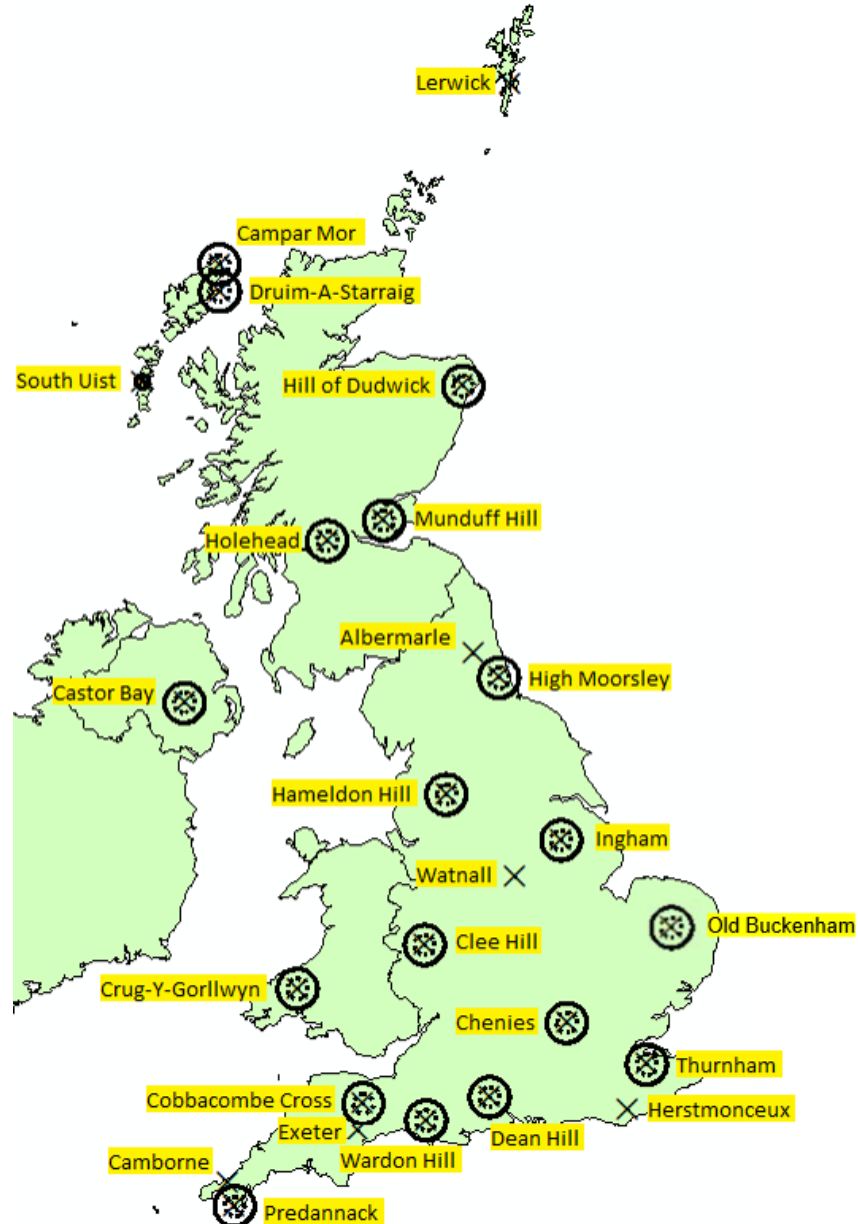 Lerwick
Campar Mor
Druim-A-Starraig
South Uist
Hill of Dudwick
Munduff Hill
Holehead
Albermarle
High Moorsley
Castor Bay
Hameldon Hill
Ingham
Watnall
Old Buckenham
Clee Hill
Crug-Y-Gorllwyn
Chenies
Thurnham
Cobbacombe Cross
Herstmonceux
Exeter
Dean Hill
Wardon Hill
Camborne
Predannack